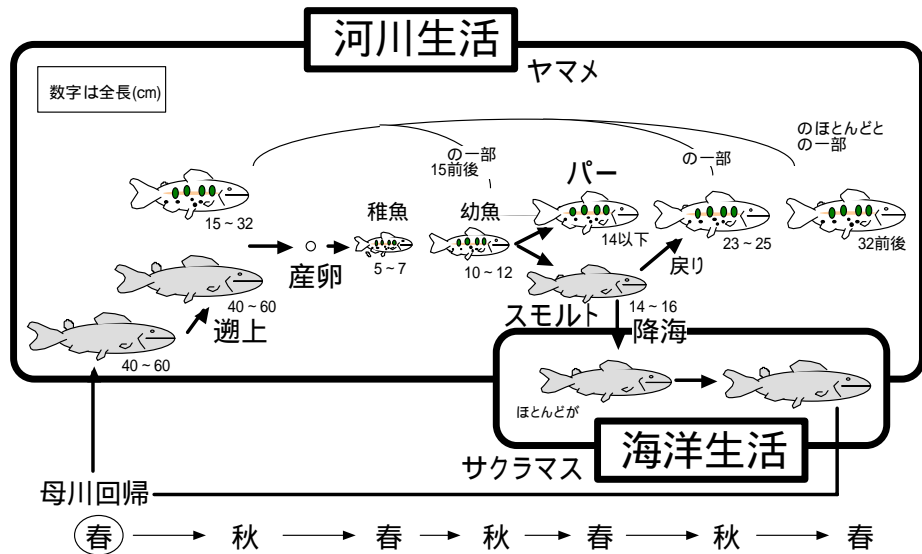 河川生活
ヤマメ
数字は全長(cm)
のほとんどと
の一部
の一部
15前後
の一部
パー
15~32
稚魚
幼魚
14以下
23~25
32前後
産卵
5~7
10~12
戻り
40~60
遡上
スモルト
14~16
降海
40~60
ほとんどが
海洋生活
サクラマス
母川回帰
春
秋
春
秋
春
秋
春